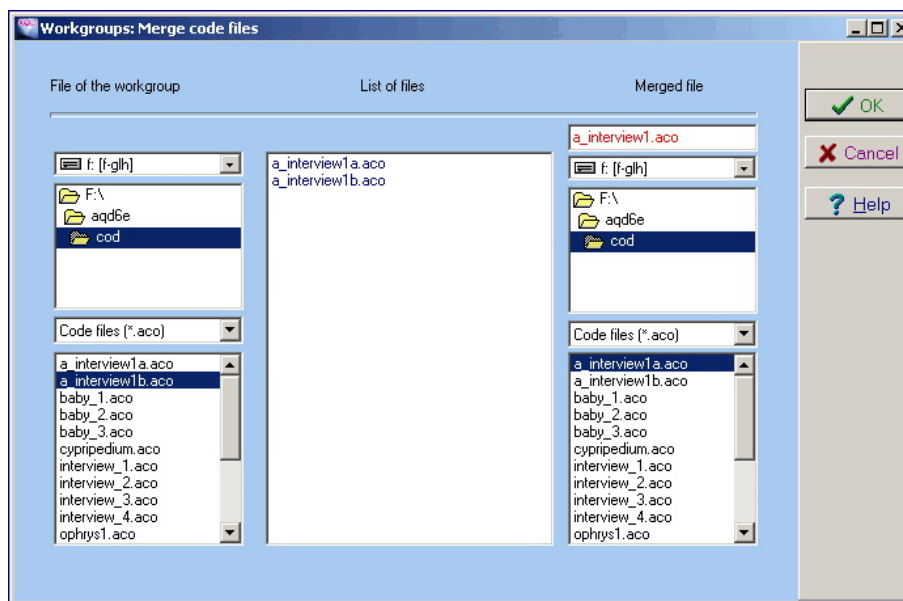 Workgroups: Merge code files
File of the workgroup
List of files
Merged file
f: [f-glh]
F:\
aqd6e
cod
Code files (*.aco)
a_interview1a.aco
a_interview1b.aco
baby_1.aco
baby_2.aco
baby_3.aco
cypripedium.aco
interview_1.aco
interview_2.aco
interview_3.aco
interview_4.aco
ophrys1.aco
a_interview1a.aco
a_interview1b.aco
a_interview1.aco
f: [f-glh]
F:\
aqd6e
cod
Code files (*.aco)
a_interview1a.aco
a_interview1b.aco
baby_1.aco
baby_2.aco
baby_3.aco
cypripedium.aco
interview_1.aco
interview_2.aco
interview_3.aco
interview_4.aco
ophrys1.aco
OK
Cancel
Help